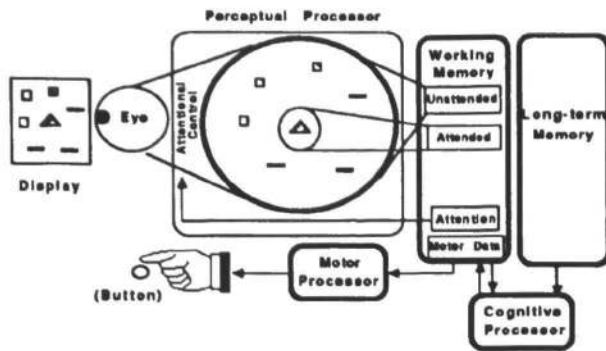 Perceptual Processor
Working
Memory
Unattended
Attended
Attention
Motor Data
Long-term
Memory
Attentional
Control
Eye
Display
Motor
Processor
(Button)
Cognitive
Processor